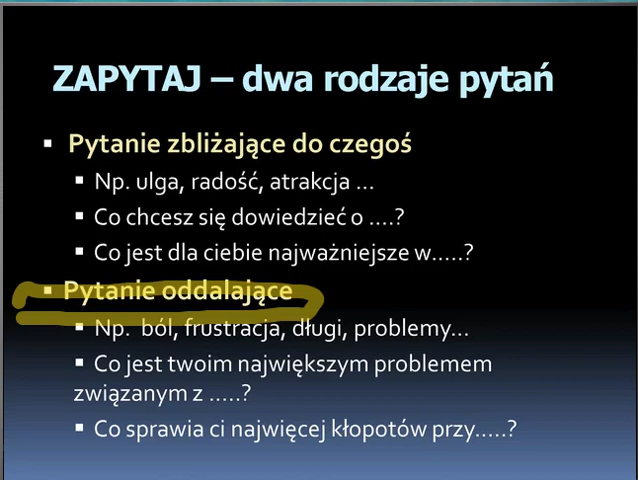 ZAPYTAJ – dwa rodzaje pytań
▪ Pytanie zbliżające do czegoś
▪ Np. ulga, radość, atrakcja ...
▪ Co chcesz się dowiedzieć o ....?
▪ Co jest dla ciebie najważniejsze w.....?
▪ Pytanie oddalające
▪ Np.  ból, frustracja, długi, problemy...
▪ Co jest twoim największym problemem
związanym z .....?
▪ Co sprawia ci najwięcej kłopotów przy.....?